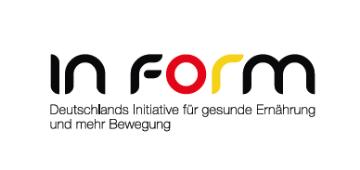 IN FORM
Deutschlands Initiative für gesunde Ernährung
und mehr Bewegung